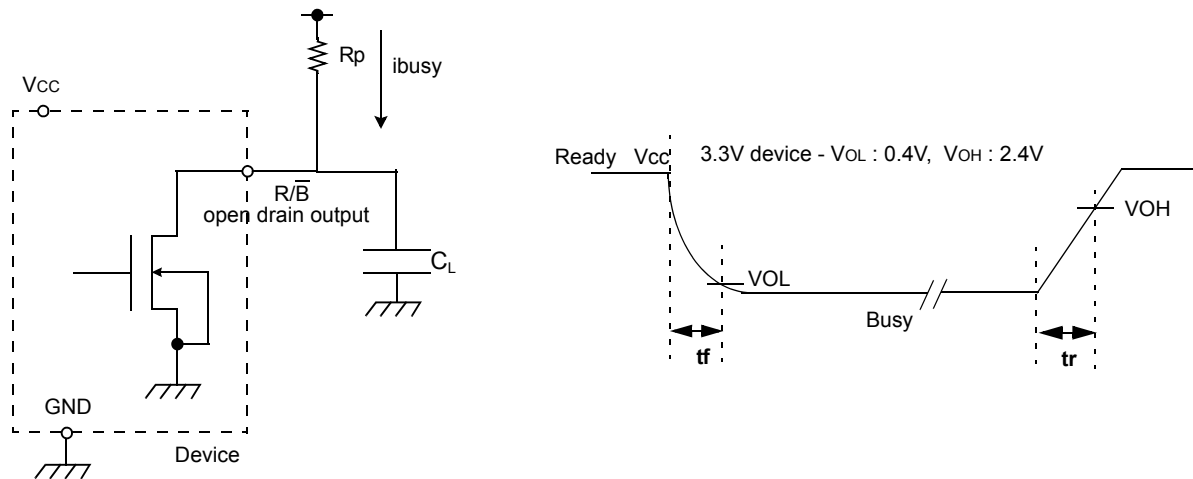 Rp
ibusy
VCC
R/B̅
open drain output
CL
GND
Device
Ready Vcc 3.3V device - VOL : 0.4V, VOH : 2.4V
VOH
VOL
Busy
tf
tr